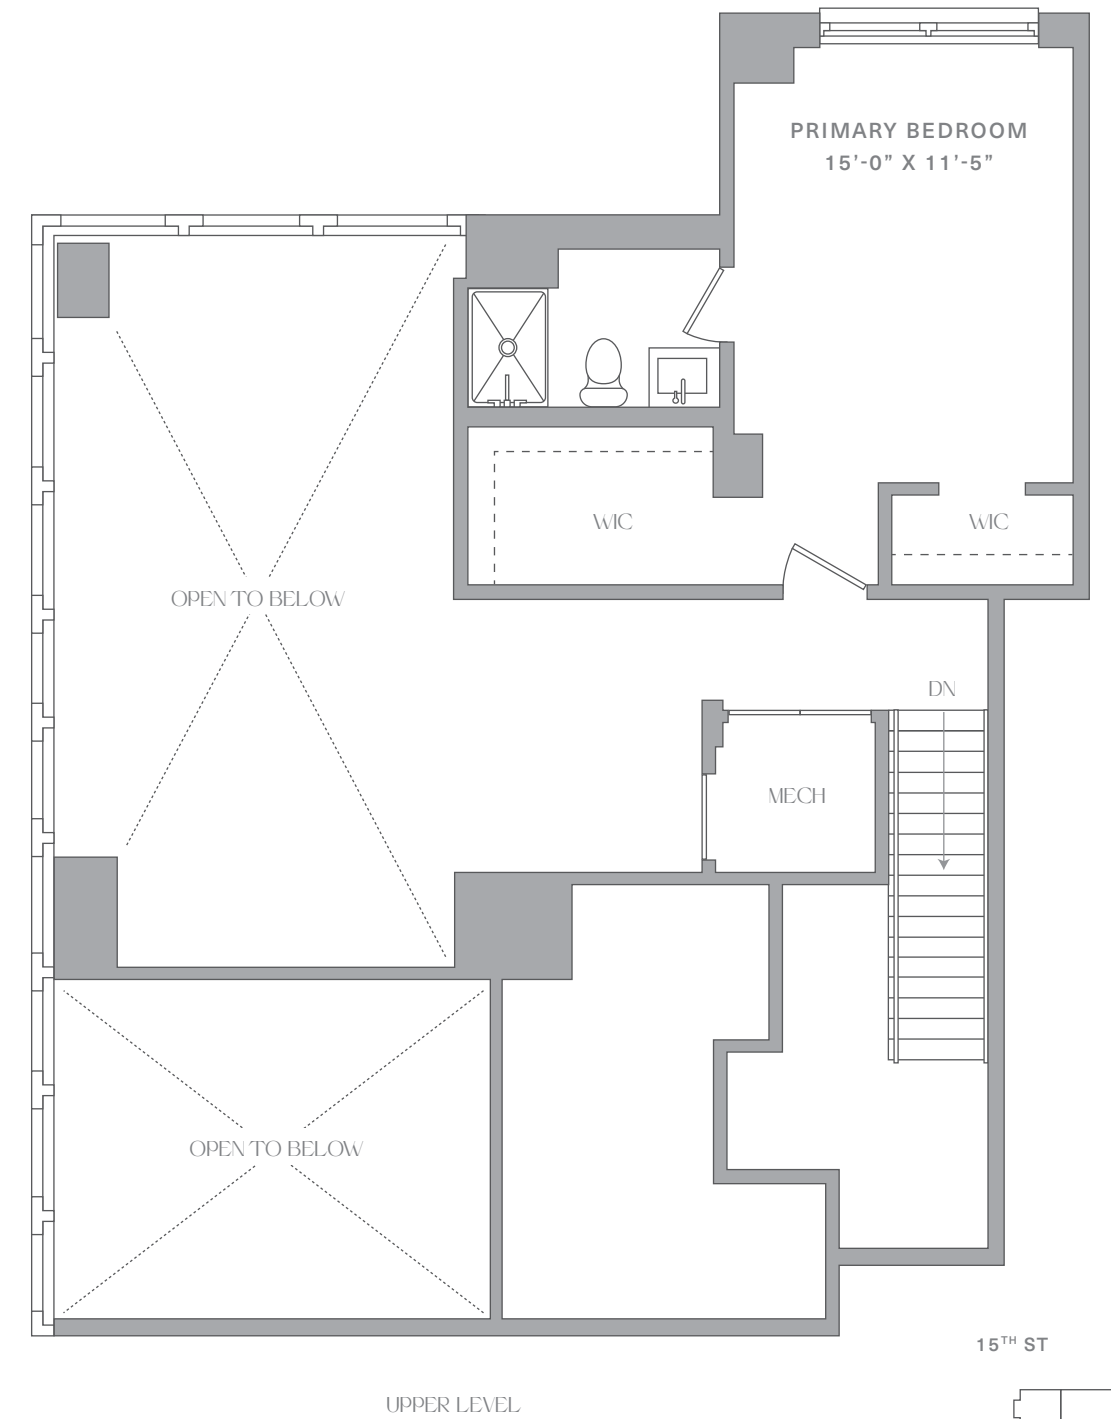 PRIMARY BEDROOM
15’-0” X 11’-5”
WIC
WIC
OPEN TO BELOW
DN
MECH
OPEN TO BELOW
15TH ST
UPPER LEVEL